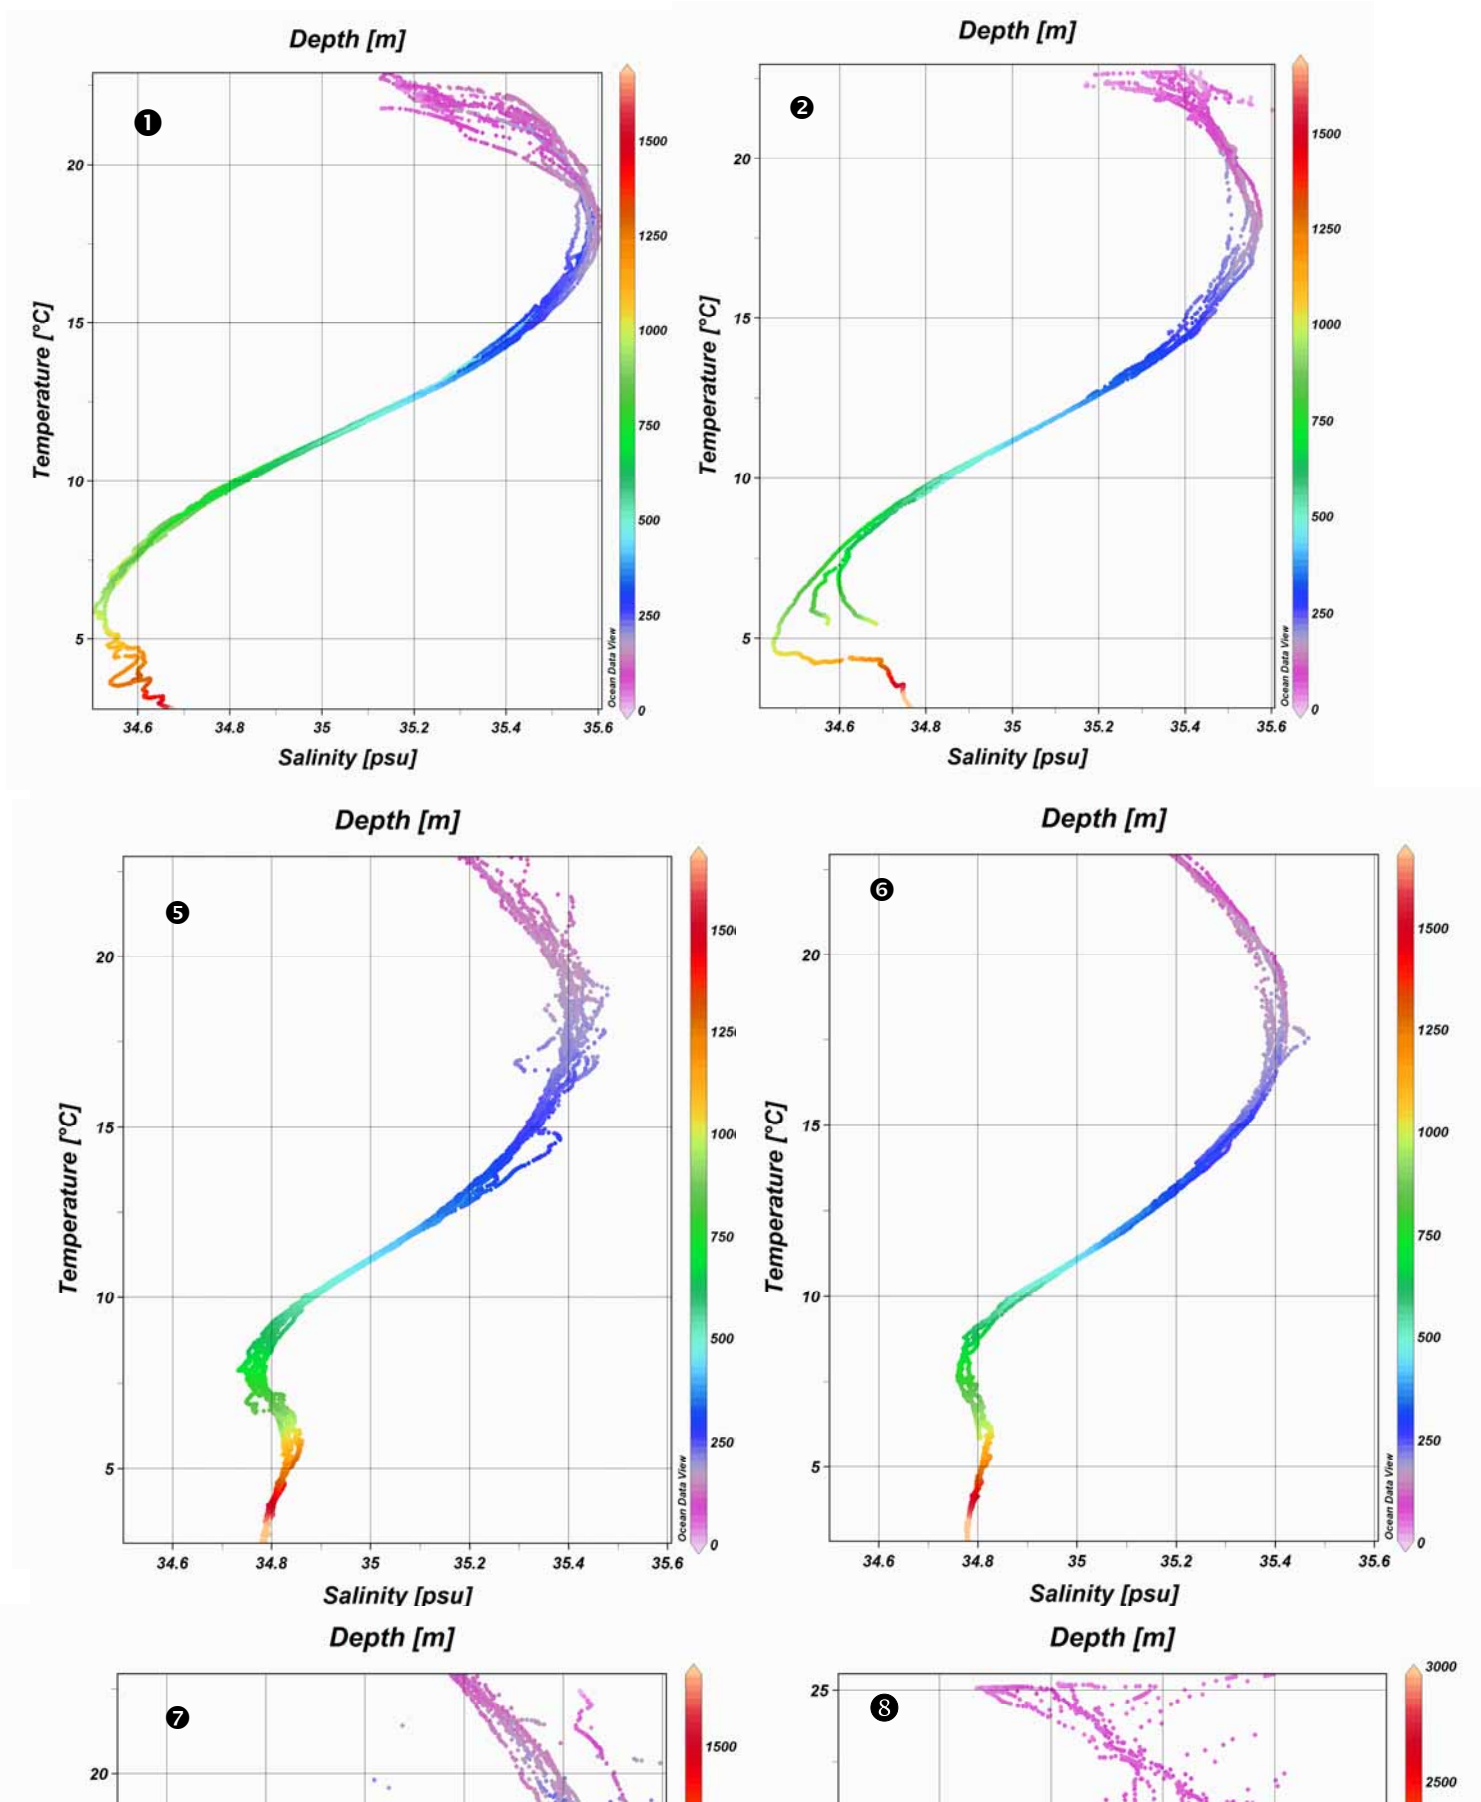 Depth [m]
❶
1500
1250
1000
750
500
250
0
20
15
10
5
Temperature [°C]
34.6 34.8 35 35.2 35.4 35.6
Salinity [psu]
Ocean Data View
Depth [m]
❷
1500
1250
1000
750
500
250
0
20
15
10
5
Temperature [°C]
34.6 34.8 35 35.2 35.4 35.6
Salinity [psu]
Ocean Data View
Depth [m]
❺
150
125
100
750
500
250
0
20
15
10
5
Temperature [°C]
34.6 34.8 35 35.2 35.4 35.6
Salinity [psu]
Ocean Data View
Depth [m]
❻
1500
1250
1000
750
500
250
0
20
15
10
5
Temperature [°C]
34.6 34.8 35 35.2 35.4 35.6
Salinity [psu]
Ocean Data View
Depth [m]
❼
1500
20
Depth [m]
❽
3000
2500
25